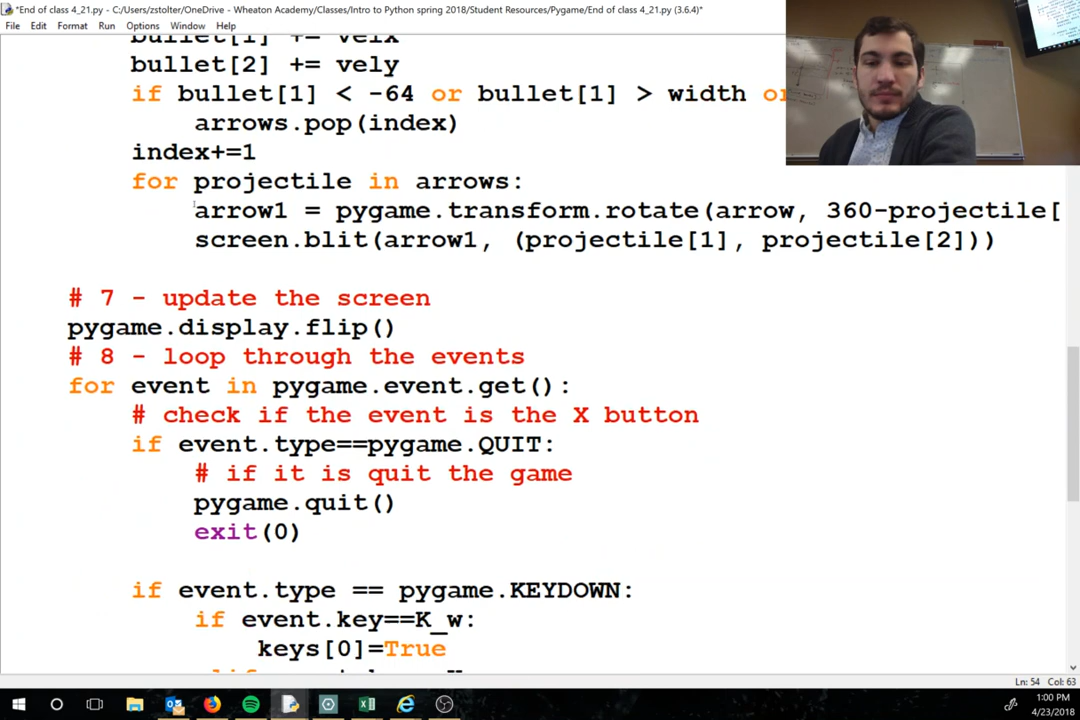 *End of class 4_21.py - C:/Users/zstolter/OneDrive - Wheaton Academy/Classes/Intro to Python spring 2018/Student Resources/Pygame/End of class 4_21.py (3.6.4)*
File Edit Format Run Options Window Help
bullet[1] += velx
bullet[2] += vely
if bullet[1] < -64 or bullet[1] > width or
arrows.pop(index)
index+=1
for projectile in arrows:
arrow1 = pygame.transform.rotate(arrow, 360-projectile[
screen.blit(arrow1, (projectile[1], projectile[2]))
# 7 - update the screen
pygame.display.flip()
# 8 - loop through the events
for event in pygame.event.get():
# check if the event is the X button
if event.type==pygame.QUIT:
# if it is quit the game
pygame.quit()
exit(0)
if event.type == pygame.KEYDOWN:
if event.key==K_w:
keys[0]=True
Ln: 54 Col: 63
1:00 PM
4/23/2018